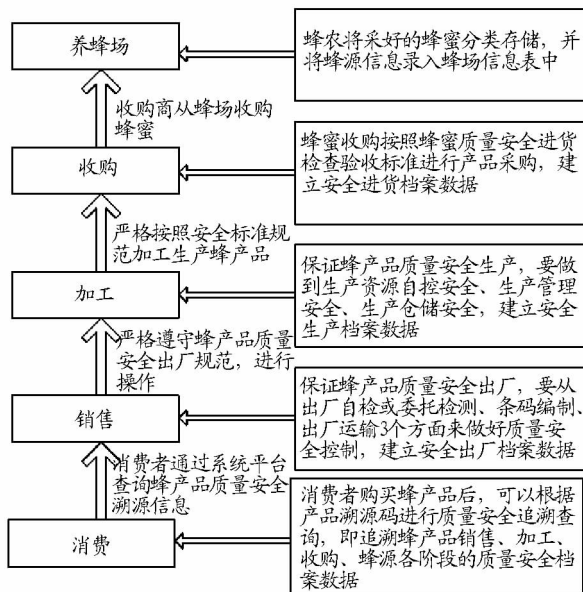 养蜂场
蜂农将采好的蜂蜜分类存储，并
将蜂源信息录入蜂场信息表中
收购商从蜂场收购
蜂蜜
收购
蜂蜜收购按照蜂蜜质量安全进货
检查验收标准进行产品采购，建
立安全进货档案数据
严格按照安全标准规
范加工生产蜂产品
加工
保证蜂产品质量安全生产，要做
到生产资源自控安全、生产管理
安全、生产仓储安全，建立安全
生产档案数据
严格遵守蜂产品质量
安全出厂规范，进行
操作
销售
保证蜂产品质量安全出厂，要从
出厂自检或委托检测、条码编制、
出厂运输3个方面来做好质量安
全控制，建立安全出厂档案数据
消费者通过系统平台
查询蜂产品质量安全
溯源信息
消费
消费者购买蜂产品后，可以根据
产品溯源码进行质量安全追溯
查询，即追溯蜂产品销售、加工、
收购、蜂源各阶段的质量安全档
案数据